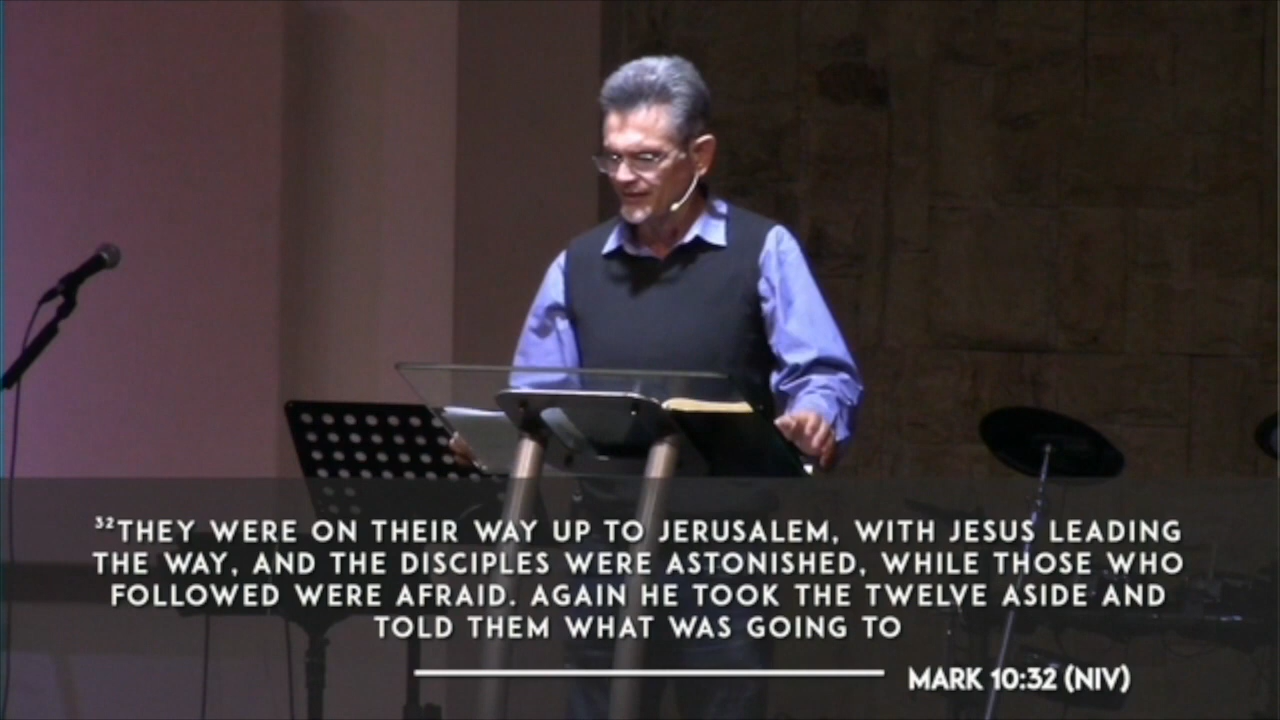 ³²THEY WERE ON THEIR WAY UP TO JERUSALEM, WITH JESUS LEADING
THE WAY, AND THE DISCIPLES WERE ASTONISHED, WHILE THOSE WHO
FOLLOWED WERE AFRAID. AGAIN HE TOOK THE TWELVE ASIDE AND
TOLD THEM WHAT WAS GOING TO
MARK 10:32 (NIV)